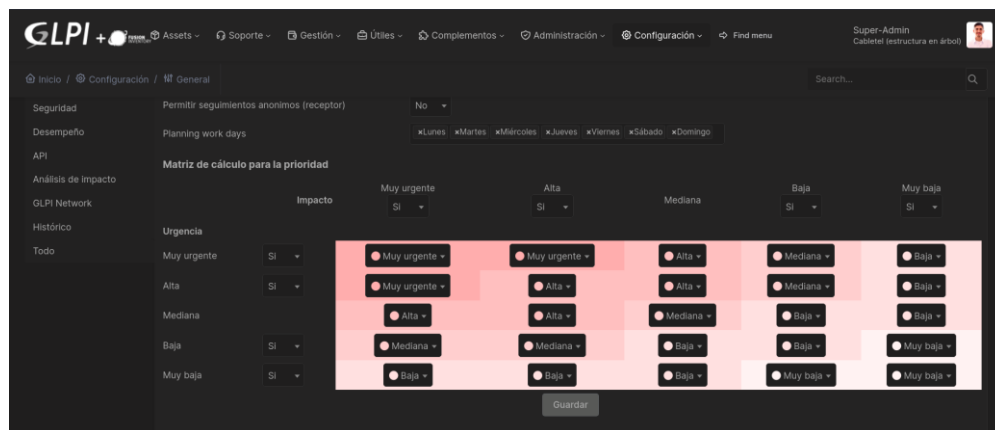 GLPI + FUSION INVENTORY Assets Soporte Gestión Útiles Complementos Administración Configuración Find menu Super-Admin
Cabletel (estructura en árbol)
Inicio / Configuración / General Search...
Seguridad Permitir seguimientos anonimos (receptor) No
Desempeño Planning work days ×Lunes ×Martes ×Miércoles ×Jueves ×Viernes ×Sábado ×Domingo
API
Matriz de cálculo para la prioridad
Análisis de impacto
Impacto Muy urgente Alta Mediana Baja Muy baja
GLPI Network
Si Si Si Si
Histórico
Urgencia
Todo
Muy urgente Si Muy urgente Muy urgente Alta Mediana Baja
Alta Si Muy urgente Alta Alta Mediana Baja
Mediana Alta Alta Mediana Baja Baja
Baja Si Mediana Mediana Baja Baja Muy baja
Muy baja Si Baja Baja Baja Muy baja Muy baja
Guardar